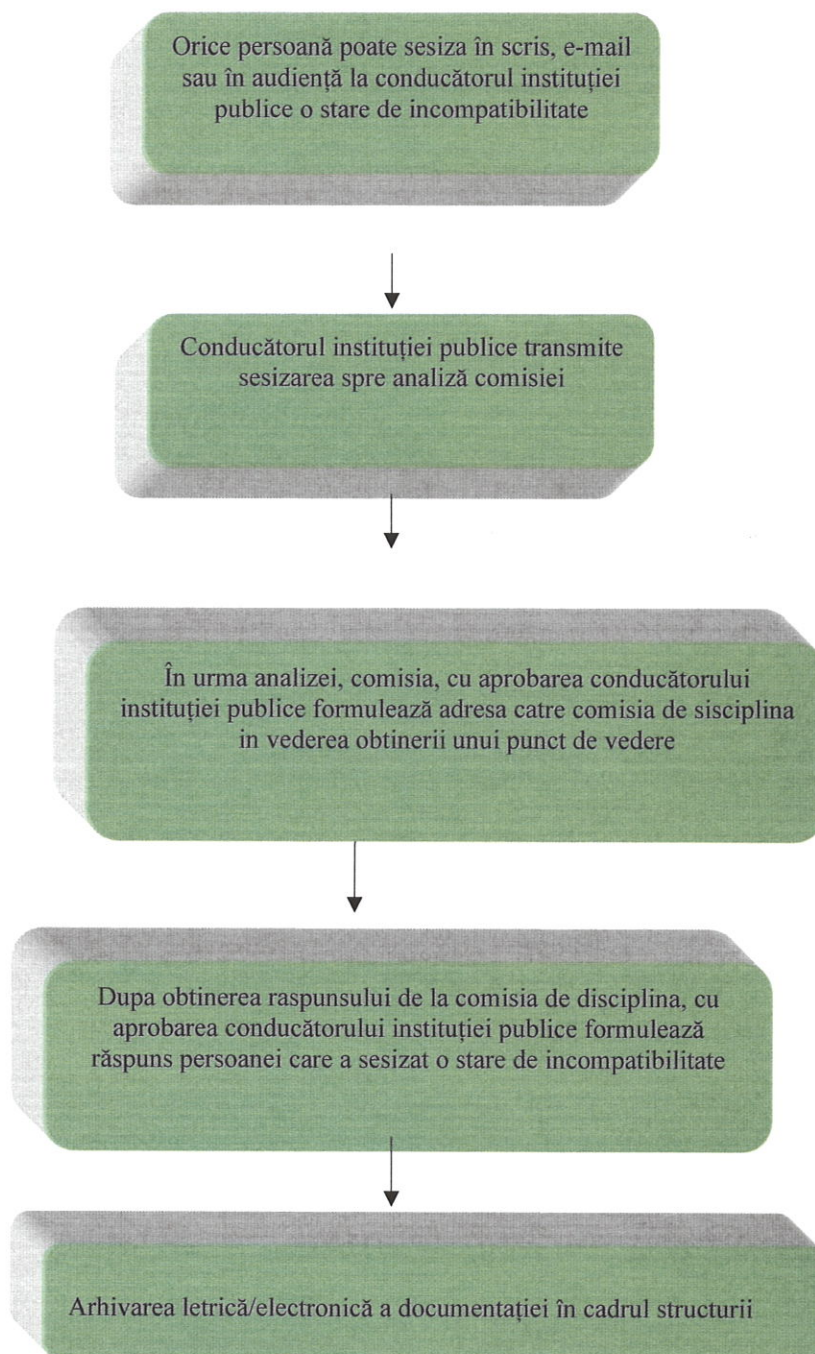 Orice persoană poate sesiza în scris, e-mail
sau în audiență la conducătorul instituției
publice o stare de incompatibilitate
Conducătorul instituției publice transmite
sesizarea spre analiză comisiei
În urma analizei, comisia, cu aprobarea conducătorului
instituției publice formulează adresa catre comisia de sisciplina
in vederea obtinerii unui punct de vedere
Dupa obtinerea raspunsului de la comisia de disciplina, cu
aprobarea conducătorului instituției publice formulează
răspuns persoanei care a sesizat o stare de incompatibilitate
Arhivarea letrică/electronică a documentației în cadrul structurii